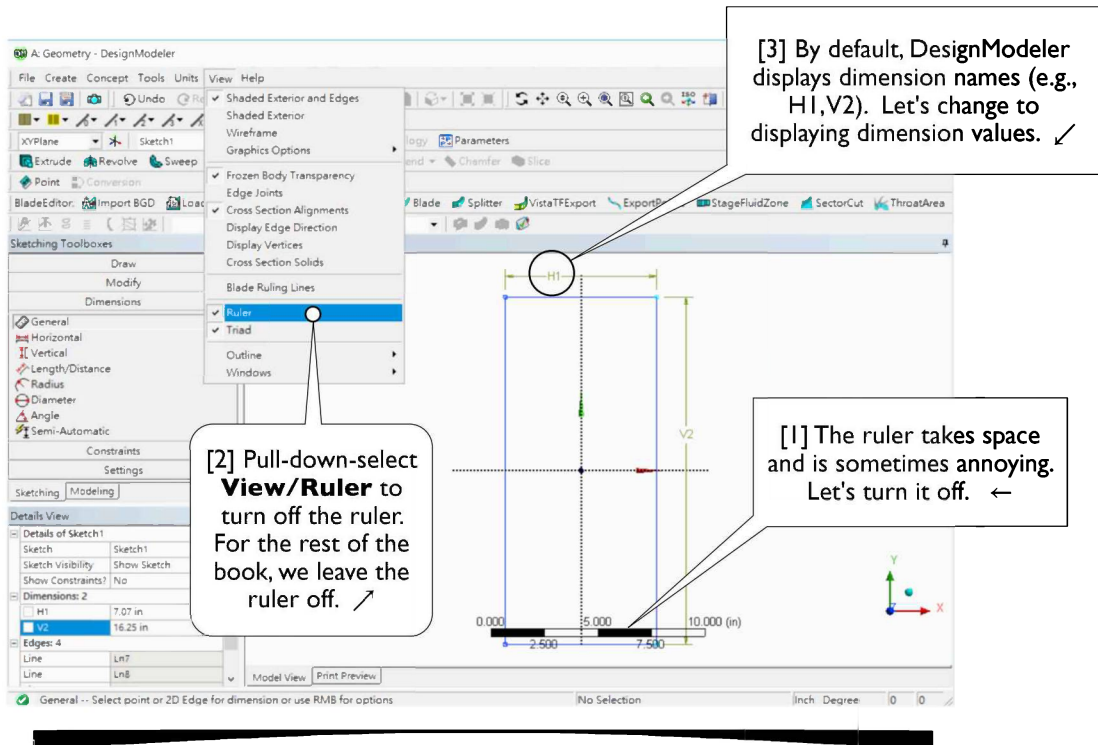 [3] By default, DesignModeler
displays dimension names (e.g.,
H1,V2). Let's change to
displaying dimension values. ↙
A: Geometry - DesignModeler
File Create Concept Tools Units View Help
Undo
Shaded Exterior and Edges
Shaded Exterior
Wireframe
Graphics Options
Frozen Body Transparency
Edge Joints
Cross Section Alignments
Display Edge Direction
Display Vertices
Cross Section Solids
Blade Ruling Lines
Ruler
Triad
Outline
Windows
XYPlane Sketch1
Parameters
Extrude Revolve Sweep
Chamfer Slice
Point Conversion
BladeEditor: Import BGD
Blade Splitter VistaTFExport
StageFluidZone SectorCut ThroatArea
Sketching Toolboxes
Draw
Modify
Dimensions
General
Horizontal
Vertical
Length/Distance
Radius
Diameter
Angle
Semi-Automatic
Constraints
Settings
Sketching Modeling
H1
V2
[1] The ruler takes space
and is sometimes annoying.
Let's turn it off. ←
[2] Pull-down-select
View/Ruler to
turn off the ruler.
For the rest of the
book, we leave the
ruler off. ↗
Details View
Details of Sketch1
Sketch Sketch1
Sketch Visibility Show Sketch
Show Constraints? No
Dimensions: 2
H1 7.07 in
V2 16.25 in
Edges: 4
Line Ln7
Line Ln8
0.000 5.000 10.000 (in)
2.500 7.500
Y
X
Model View Print Preview
General -- Select point or 2D Edge for dimension or use RMB for options No Selection Inch Degree 0 0